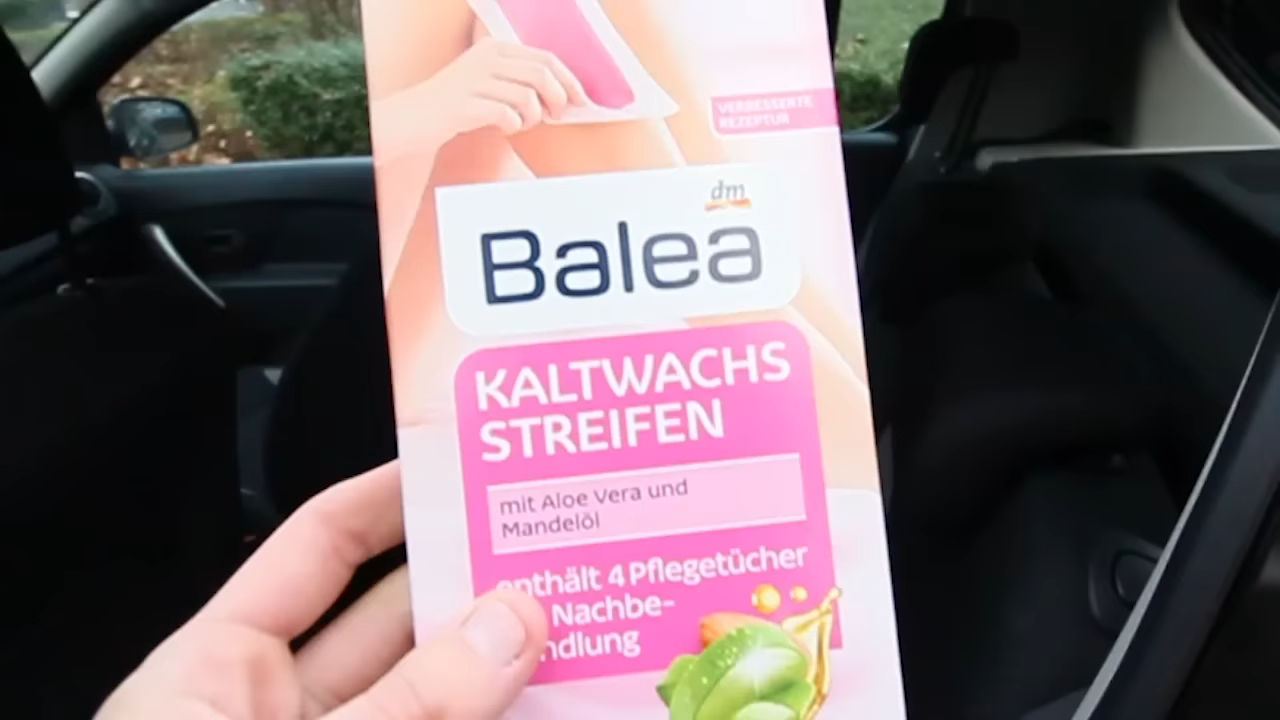 VERBESSERTE
REZEPTUR
dm
Balea
KALTWACHS
STREIFEN
mit Aloe Vera und
Mandelöl
enthält 4 Pflegetücher
Nachbe-
ndlung